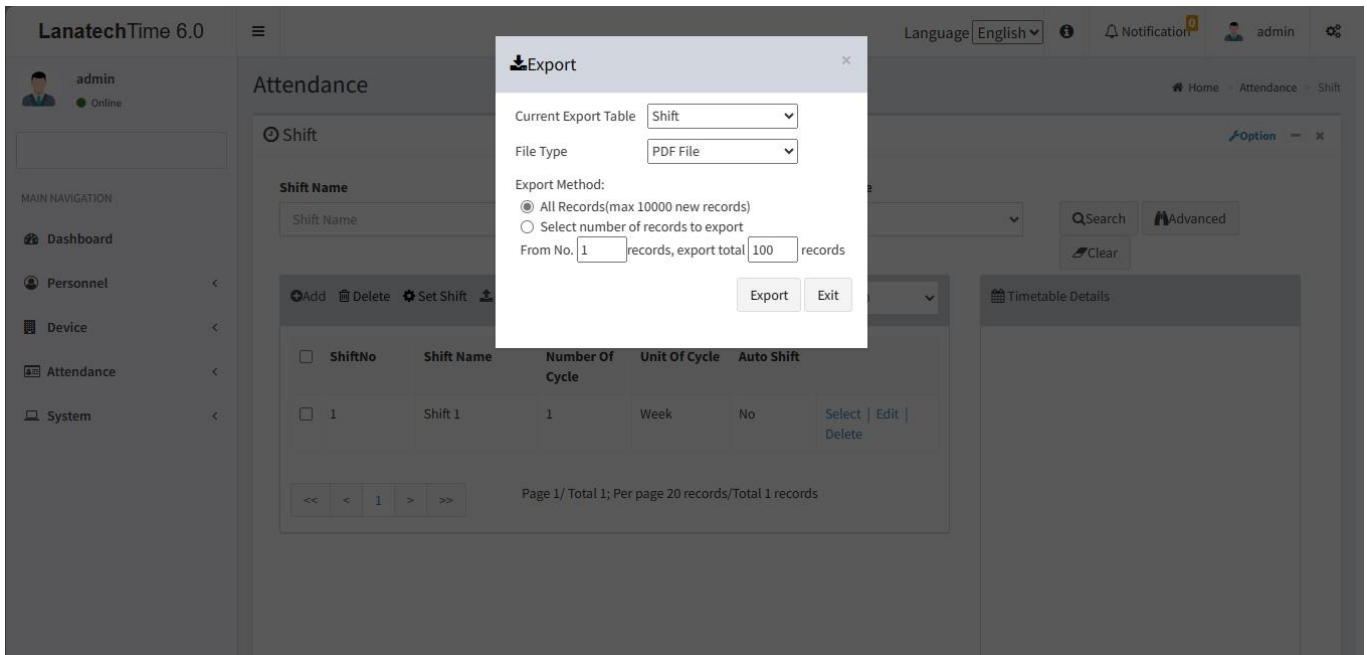 LanatechTime 6.0
Language English
Notification 0
admin
admin
Online
Attendance
Home Attendance Shift
Export
×
Current Export Table Shift
File Type PDF File
Export Method:
All Records(max 10000 new records)
Select number of records to export
From No. 1 records, export total 100 records
Export Exit
Shift
Option
Shift Name
Shift Name
Search Advanced
Clear
MAIN NAVIGATION
Dashboard
Personnel
Device
Attendance
System
Add Delete Set Shift
Timetable Details
ShiftNo Shift Name Number Of Cycle Unit Of Cycle Auto Shift
1 Shift 1 1 Week No Select | Edit |
Delete
<< < 1 > >> Page 1/ Total 1; Per page 20 records/Total 1 records